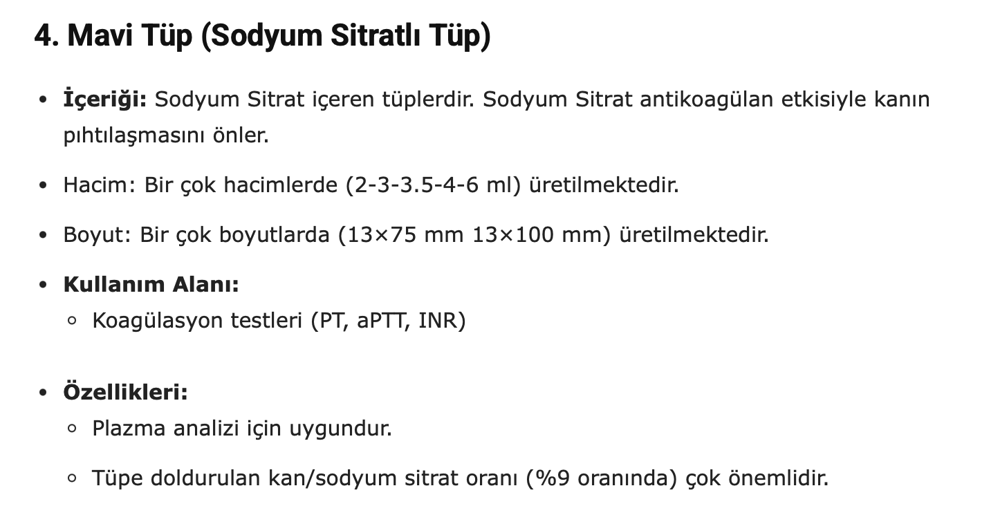 4. Mavi Tüp (Sodyum Sitratlı Tüp)
• İçeriği: Sodyum Sitrat içeren tüplerdir. Sodyum Sitrat antikoagülan etkisiyle kanın
pıhtılaşmasını önler.
• Hacim: Bir çok hacimlerde (2-3-3.5-4-6 ml) üretilmektedir.
• Boyut: Bir çok boyutlarda (13×75 mm 13×100 mm) üretilmektedir.
• Kullanım Alanı:
◦ Koagülasyon testleri (PT, aPTT, INR)
• Özellikleri:
◦ Plazma analizi için uygundur.
◦ Tüpe doldurulan kan/sodyum sitrat oranı (%9 oranında) çok önemlidir.